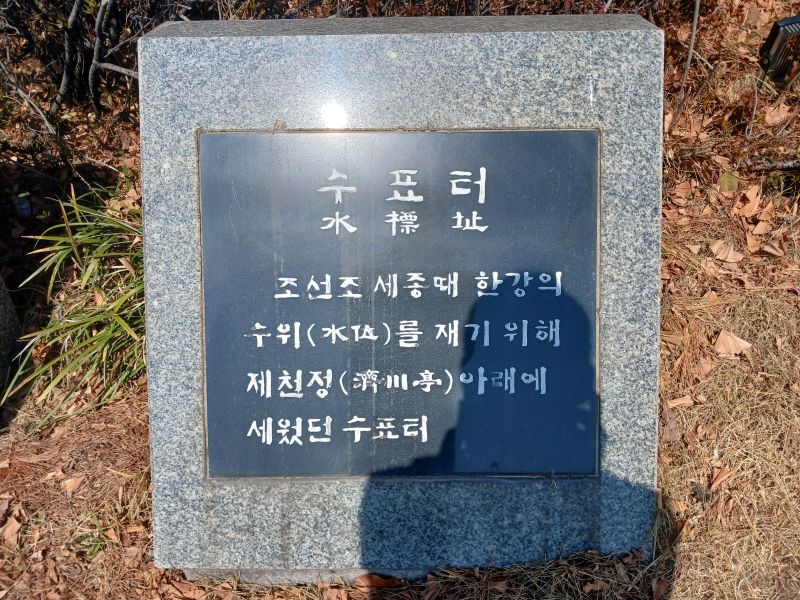 수표터
水標址
조선조 세종때 한강의
수위(水位)를 재기 위해
제천정(濟川亭)아래에
세웠던 수표터